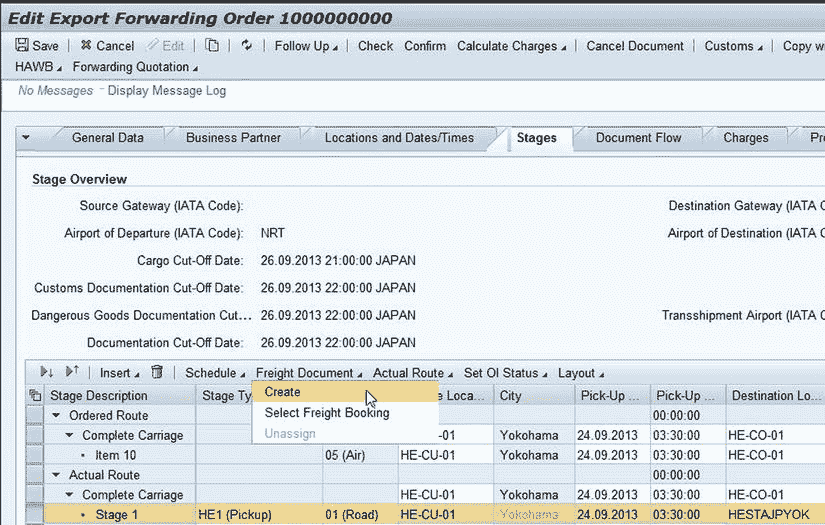 Edit Export Forwarding Order 1000000000
Save Cancel Edit Follow Up Check Confirm Calculate Charges Cancel Document Customs Copy
HAWB Forwarding Quotation
No Messages - Display Message Log
General Data Business Partner Locations and Dates/Times Stages Document Flow Charges
Stage Overview
Source Gateway (IATA Code): Destination Gateway (IATA
Airport of Departure (IATA Code): NRT Airport of Destination (IATA
Cargo Cut-Off Date: 26.09.2013 21:00:00 JAPAN
Customs Documentation Cut-Off Date: 26.09.2013 22:00:00 JAPAN
Dangerous Goods Documentation Cut... 26.09.2013 22:00:00 JAPAN Transshipment Airport (IATA
Documentation Cut-Off Date: 26.09.2013 22:00:00 JAPAN
Insert Schedule Freight Document Actual Route Set OI Status Layout
Stage Description Stage Ty Create e Loca... City Pick-Up ... Pick-Up ... Destination Lo...
Ordered Route Select Freight Booking 00:00:00
Complete Carriage Unassign -01 Yokohama 24.09.2013 03:30:00 HE-CO-01
Item 10 05 (Air) HE-CU-01 Yokohama 24.09.2013 03:30:00 HE-CO-01
Actual Route 00:00:00
Complete Carriage HE-CU-01 Yokohama 24.09.2013 03:30:00 HE-CO-01
Stage 1 HE1 (Pickup) 01 (Road) HE-CU-01 Yokohama 24.09.2013 03:30:00 HESTAJPYOK